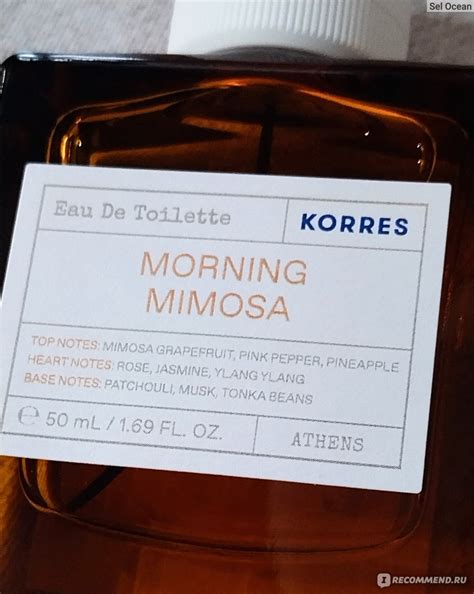 Sel Ocean
Eau De Toilette
KORRES
MORNING
MIMOSA
TOP NOTES: MIMOSA GRAPEFRUIT, PINK PEPPER, PINEAPPLE
HEART NOTES: ROSE, JASMINE, YLANG YLANG
BASE NOTES: PATCHOULI, MUSK, TONKA BEANS
℮ 50 mL / 1.69 FL. OZ.
ATHENS
I RECOMMEND.RU